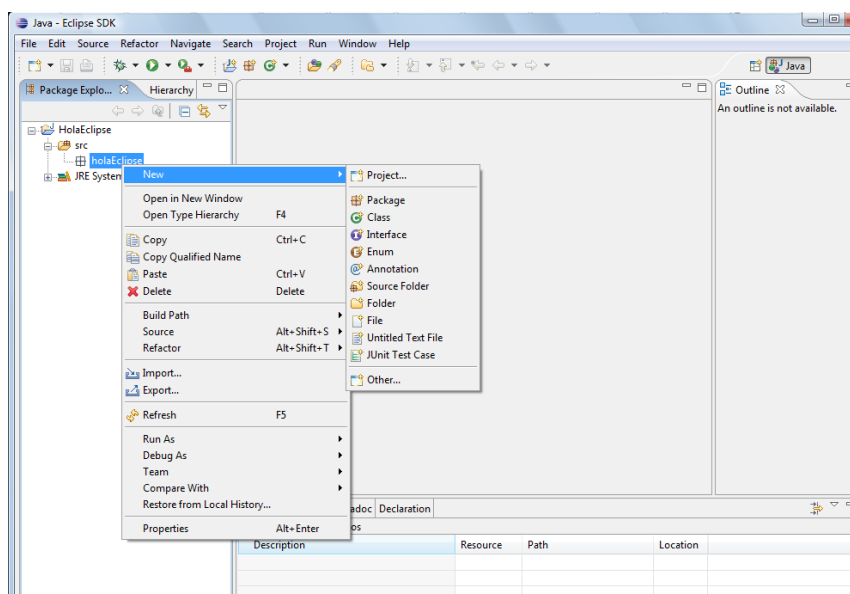 Java - Eclipse SDK
File Edit Source Refactor Navigate Search Project Run Window Help
Java
Package Explo... Hierarchy
Outline
An outline is not available.
HolaEclipse
src
holaEclipse
JRE System
New
Open in New Window
Open Type Hierarchy F4
Copy Ctrl+C
Copy Qualified Name
Paste Ctrl+V
Delete Delete
Build Path
Source Alt+Shift+S
Refactor Alt+Shift+T
Import...
Export...
Refresh F5
Run As
Debug As
Team
Compare With
Restore from Local History...
Properties Alt+Enter
Project...
Package
Class
Interface
Enum
Annotation
Source Folder
Folder
File
Untitled Text File
JUnit Test Case
Other...
adoc Declaration
os
Description Resource Path Location